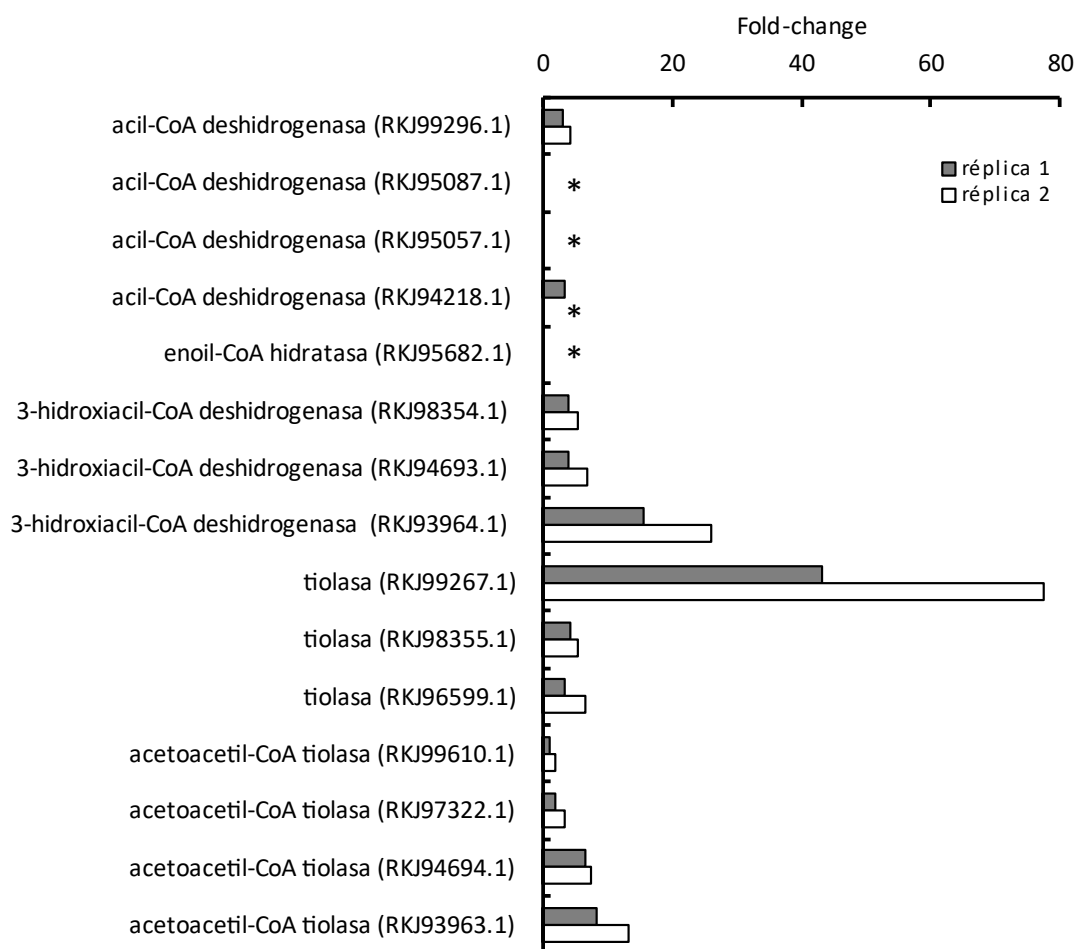 Fold-change
0 20 40 60 80
acil-CoA deshidrogenasa (RKJ99296.1)
réplica 1
réplica 2
acil-CoA deshidrogenasa (RKJ95087.1) *
acil-CoA deshidrogenasa (RKJ95057.1) *
acil-CoA deshidrogenasa (RKJ94218.1) *
enoil-CoA hidratasa (RKJ95682.1) *
3-hidroxiacil-CoA deshidrogenasa (RKJ98354.1)
3-hidroxiacil-CoA deshidrogenasa (RKJ94693.1)
3-hidroxiacil-CoA deshidrogenasa (RKJ93964.1)
tiolasa (RKJ99267.1)
tiolasa (RKJ98355.1)
tiolasa (RKJ96599.1)
acetoacetil-CoA tiolasa (RKJ99610.1)
acetoacetil-CoA tiolasa (RKJ97322.1)
acetoacetil-CoA tiolasa (RKJ94694.1)
acetoacetil-CoA tiolasa (RKJ93963.1)